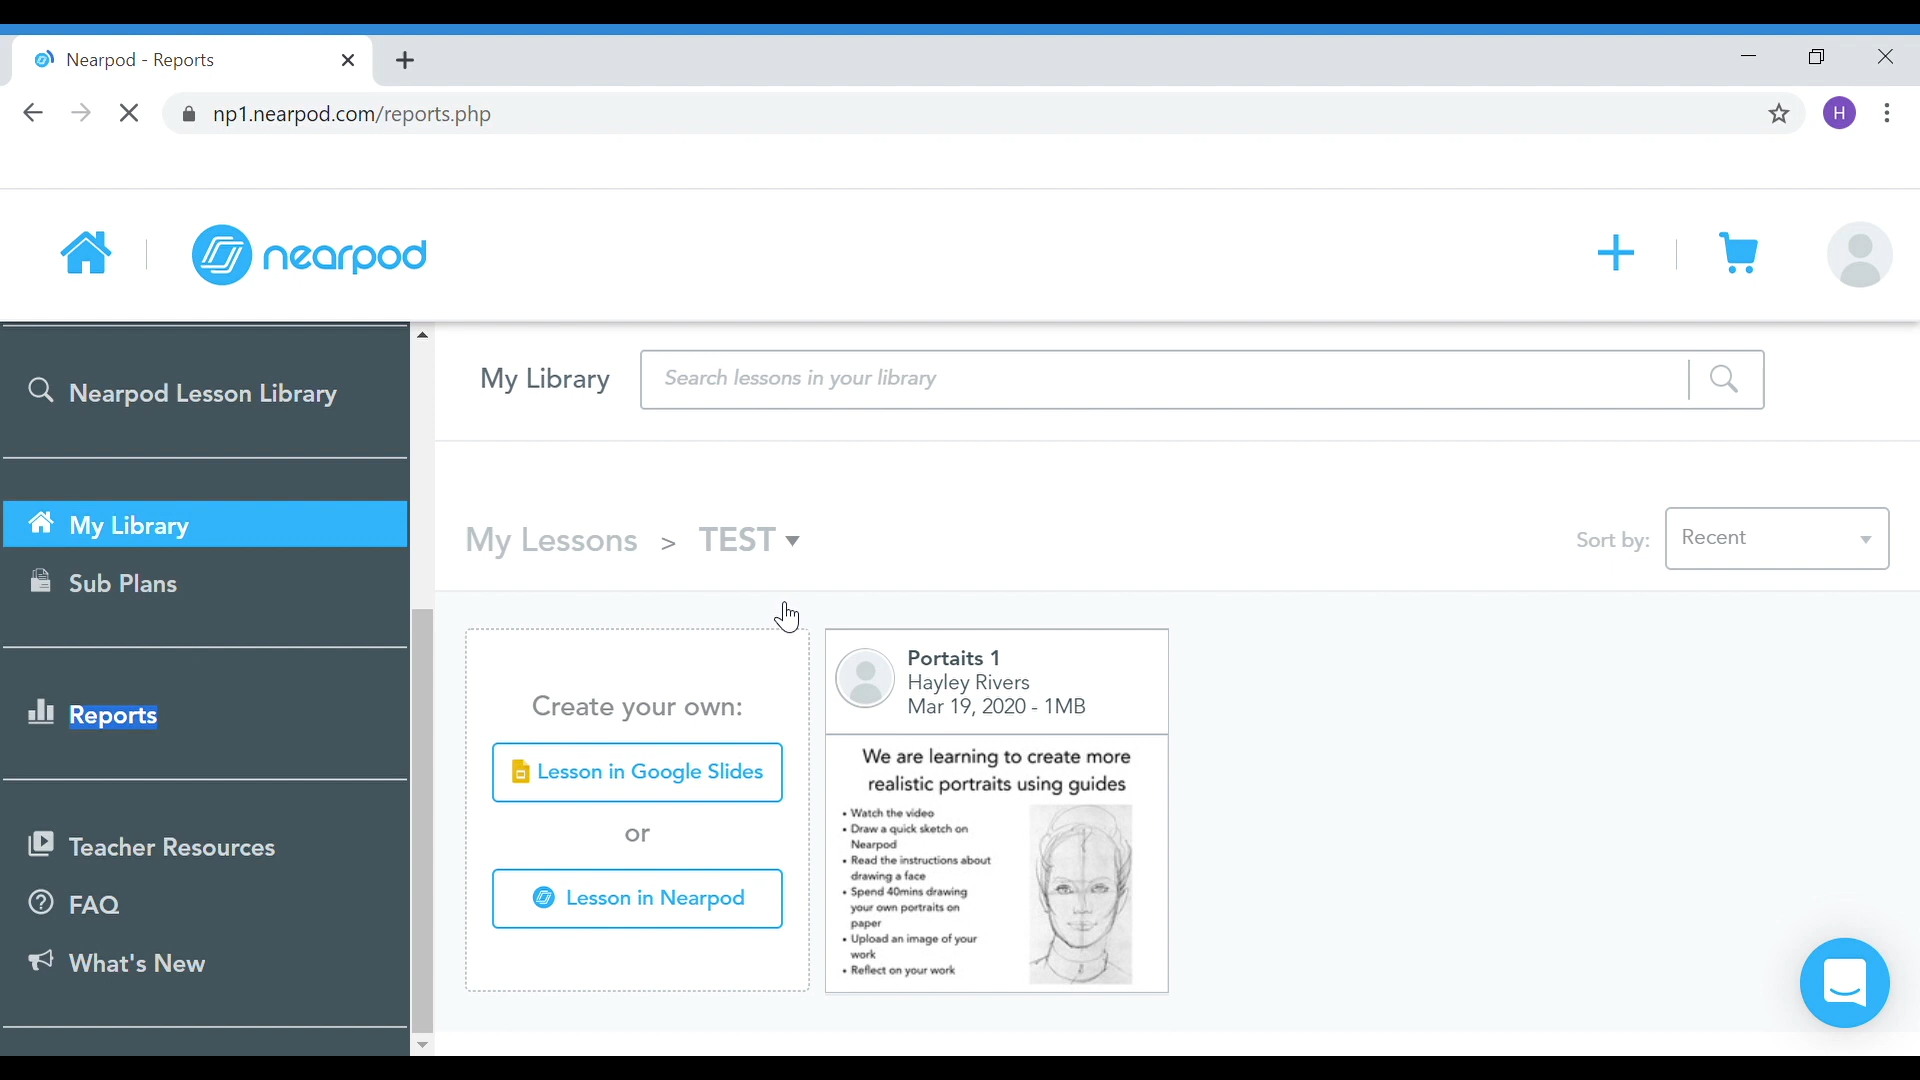 Nearpod - Reports
np1.nearpod.com/reports.php
H
nearpod
Nearpod Lesson Library
My Library
Sub Plans
Reports
Teacher Resources
FAQ
What's New
My Library
Search lessons in your library
My Lessons > TEST
Sort by:
Recent
Create your own:
Lesson in Google Slides
or
Lesson in Nearpod
Portaits 1
Hayley Rivers
Mar 19, 2020 - 1MB
We are learning to create more
realistic portraits using guides
• Watch the video
• Draw a quick sketch on
Nearpod
• Read the instructions about
drawing a face
• Spend 40mins drawing
your own portraits on
paper
• Upload an image of your
work
• Reflect on your work